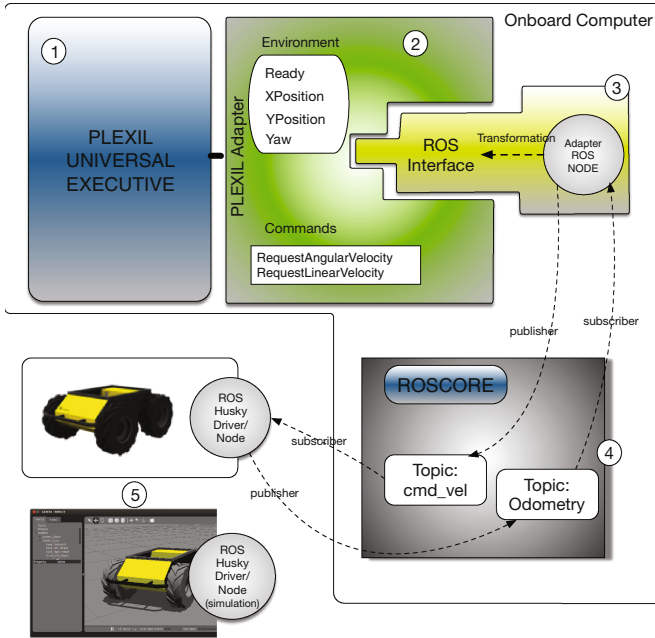 Onboard Computer
1
PLEXIL
UNIVERSAL
EXECUTIVE
PLEXIL Adapter
2
Environment
Ready
XPosition
YPosition
Yaw
Commands
RequestAngularVelocity
RequestLinearVelocity
3
ROS
Interface
Transformation
Adapter
ROS
NODE
publisher
subscriber
ROSCORE
4
Topic:
cmd_vel
Topic:
Odometry
subscriber
publisher
ROS
Husky
Driver/
Node
5
ROS
Husky
Driver/
Node
(simulation)